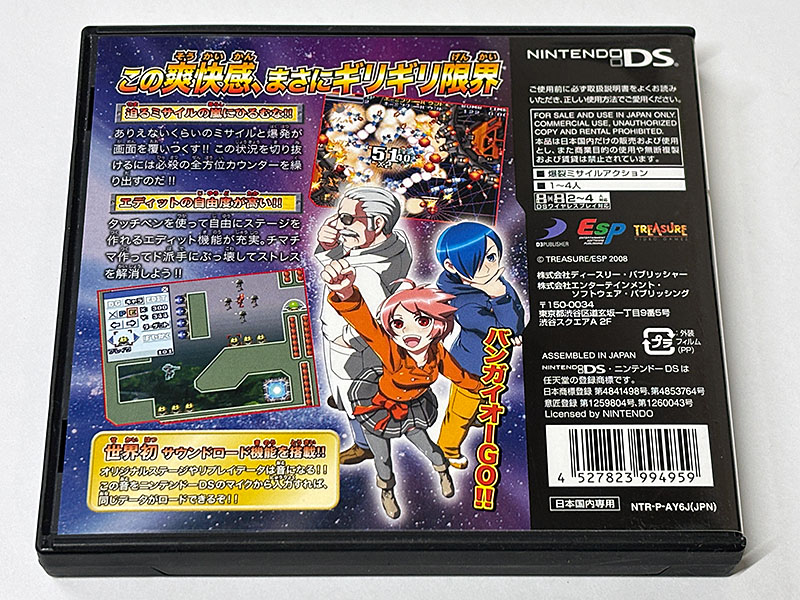 この爽快感、まさにギリギリ限界
迫るミサイルの嵐にひるむな!!
ありえないくらいのミサイルと爆発が
画面を覆いつくす!! この状況を切り抜
けるには必殺の全方位カウンターを繰
り出すのだ!!
エディットの自由度が高い!!
タッチペンを使って自由にステージを
作れるエディット機能が充実。チマチ
マ作ってド派手にぶっ壊してストレス
を解消しよう!!
世界初 サウンドロード機能を搭載!!
オリジナルステージやリプレイデータは音になる!!
この音をニンテンドーDSのマイクから入力すれば、
同じデータがロードできるぞ!!
バンガイオーGO!!
NINTENDO DS
ご使用前に必ず取扱説明書をよくお読み
いただき、正しい使用方法でご愛用ください。
FOR SALE AND USE IN JAPAN ONLY.
COMMERCIAL USE, UNAUTHORIZED
COPY AND RENTAL PROHIBITED.
本品は日本国内だけの販売および使用
とし、また商業目的の使用や無断複製
および賃貸は禁止されています。
■ 爆裂ミサイルアクション
■ 1〜4人
2〜4
DSワイヤレスプレイ対応
D3PUBLISHER
ESP
ENTERTAINMENT
SOFTWARE
PUBLISHING
TREASURE
VIDEO GAMES
© TREASURE/ESP 2008
株式会社ディースリー・パブリッシャー
株式会社エンターテインメント・
ソフトウェア・パブリッシング
〒150-0034
東京都渋谷区道玄坂一丁目9番5号
渋谷スクエアA 2F
プラ
:外装
フィルム
(PP)
ASSEMBLED IN JAPAN
NINTENDO DS・ニンテンドーDSは
任天堂の登録商標です。
日本商標登録 第4841498号、第4853764号
意匠登録 第1259804号、第1260043号
Licensed by NINTENDO
4 527823 994959
日本国内専用
NTR-P-AY6J(JPN)